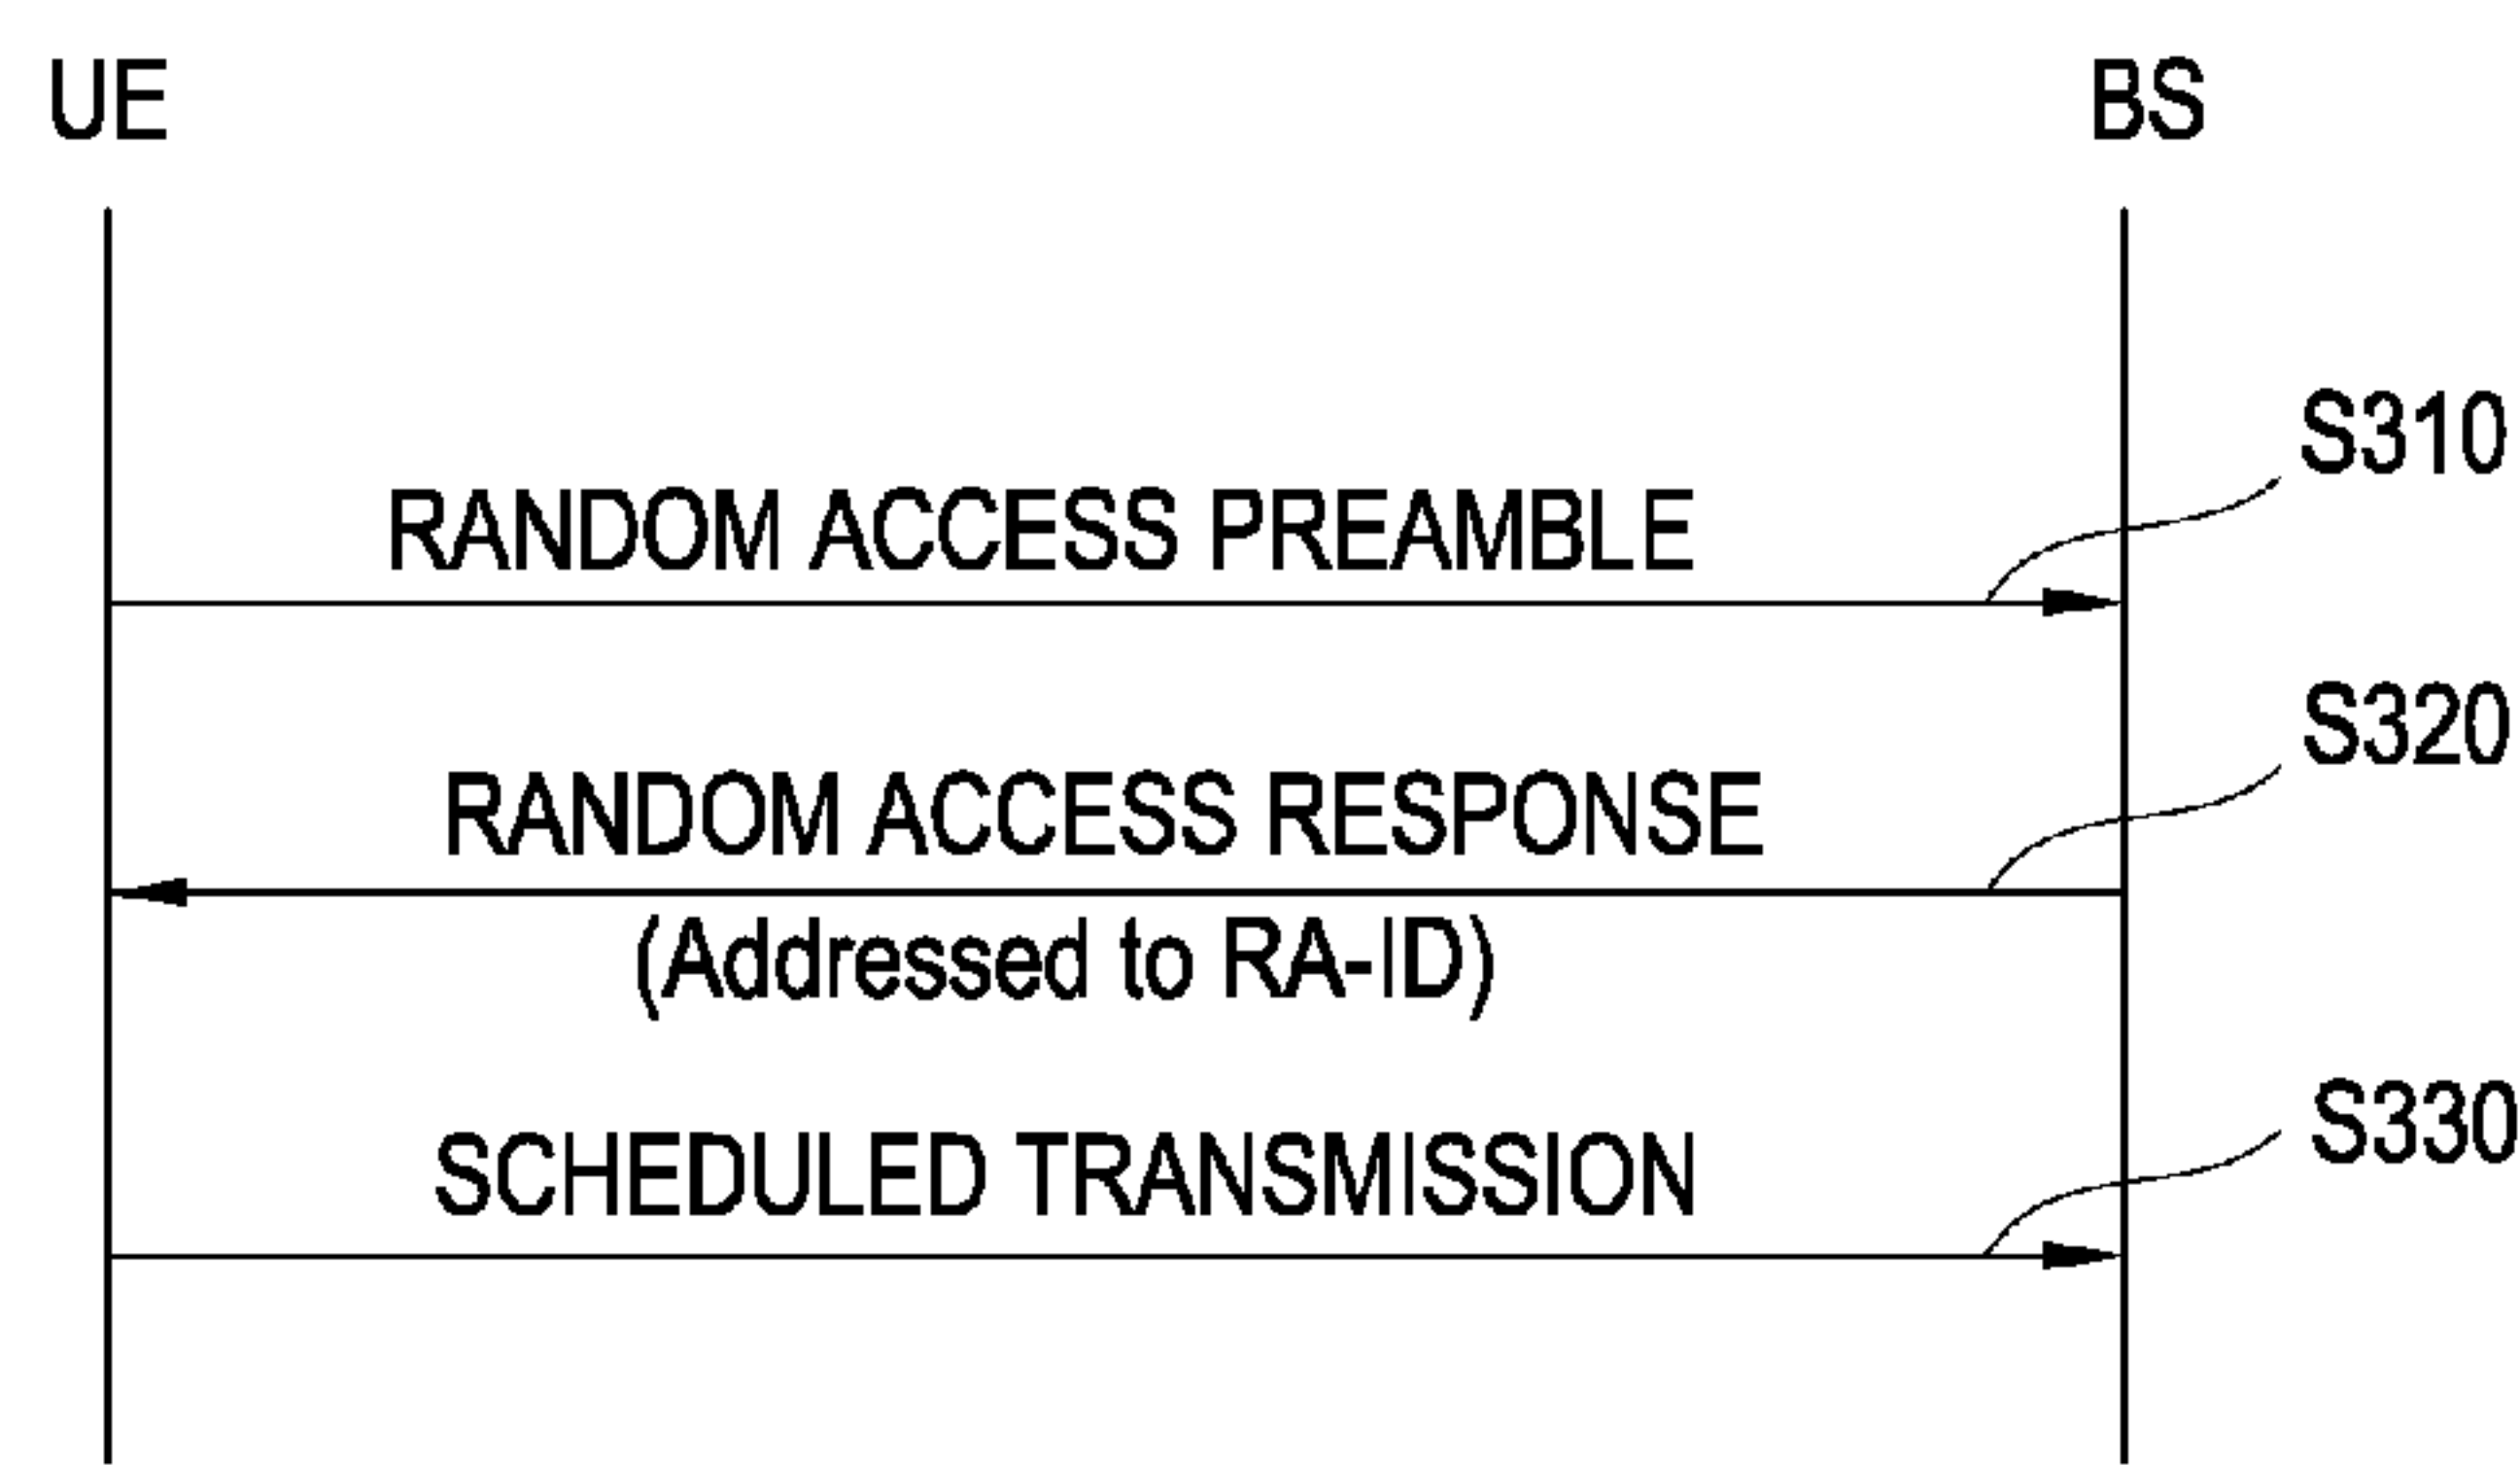 UE
BS
S310
RANDOM ACCESS PREAMBLE
S320
RANDOM ACCESS RESPONSE
(Addressed to RA-ID)
S330
SCHEDULED TRANSMISSION